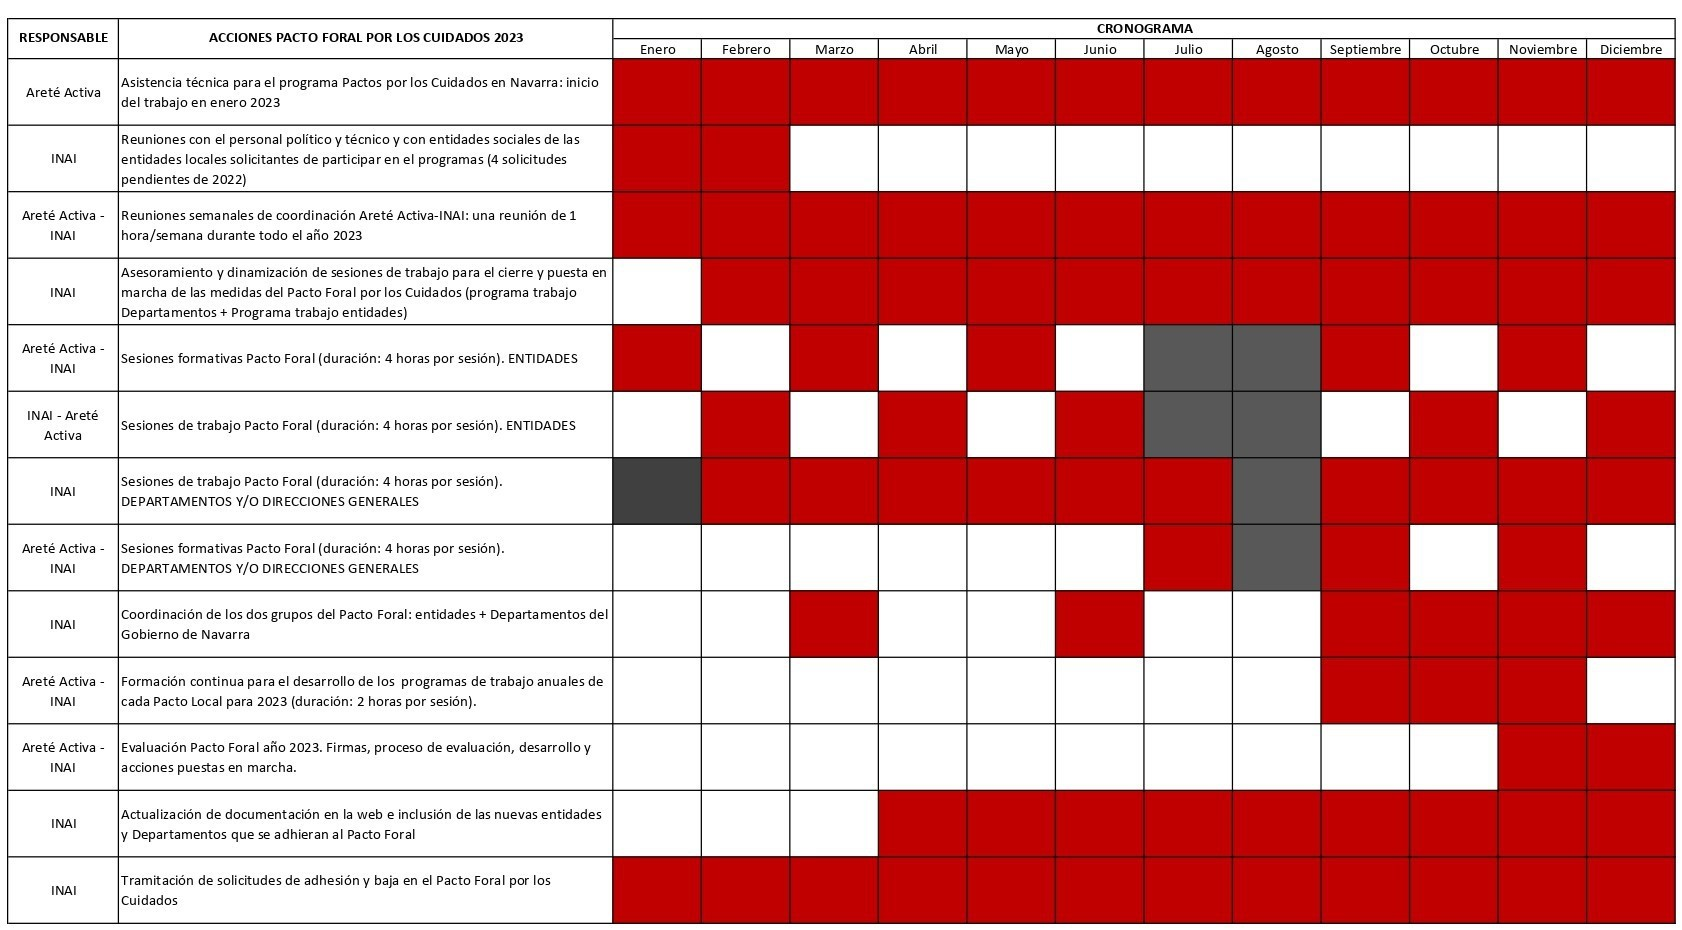 RESPONSABLE
ACCIONES PACTO FORAL POR LOS CUIDADOS 2023
CRONOGRAMA
Enero Febrero Marzo Abril Mayo Junio Julio Agosto Septiembre Octubre Noviembre Diciembre
Areté Activa
Asistencia técnica para el programa Pactos por los Cuidados en Navarra: inicio
del trabajo en enero 2023
INAI
Reuniones con el personal político y técnico y con entidades sociales de las
entidades locales solicitantes de participar en el programas (4 solicitudes
pendientes de 2022)
Areté Activa -
INAI
Reuniones semanales de coordinación Areté Activa-INAI: una reunión de 1
hora/semana durante todo el año 2023
INAI
Asesoramiento y dinamización de sesiones de trabajo para el cierre y puesta en
marcha de las medidas del Pacto Foral por los Cuidados (programa trabajo
Departamentos + Programa trabajo entidades)
Areté Activa -
INAI
Sesiones formativas Pacto Foral (duración: 4 horas por sesión). ENTIDADES
INAI - Areté
Activa
Sesiones de trabajo Pacto Foral (duración: 4 horas por sesión). ENTIDADES
INAI
Sesiones de trabajo Pacto Foral (duración: 4 horas por sesión).
DEPARTAMENTOS Y/O DIRECCIONES GENERALES
Areté Activa -
INAI
Sesiones formativas Pacto Foral (duración: 4 horas por sesión).
DEPARTAMENTOS Y/O DIRECCIONES GENERALES
INAI
Coordinación de los dos grupos del Pacto Foral: entidades + Departamentos del
Gobierno de Navarra
Areté Activa -
INAI
Formación continua para el desarrollo de los programas de trabajo anuales de
cada Pacto Local para 2023 (duración: 2 horas por sesión).
Areté Activa -
INAI
Evaluación Pacto Foral año 2023. Firmas, proceso de evaluación, desarrollo y
acciones puestas en marcha.
INAI
Actualización de documentación en la web e inclusión de las nuevas entidades
y Departamentos que se adhieran al Pacto Foral
INAI
Tramitación de solicitudes de adhesión y baja en el Pacto Foral por los
Cuidados